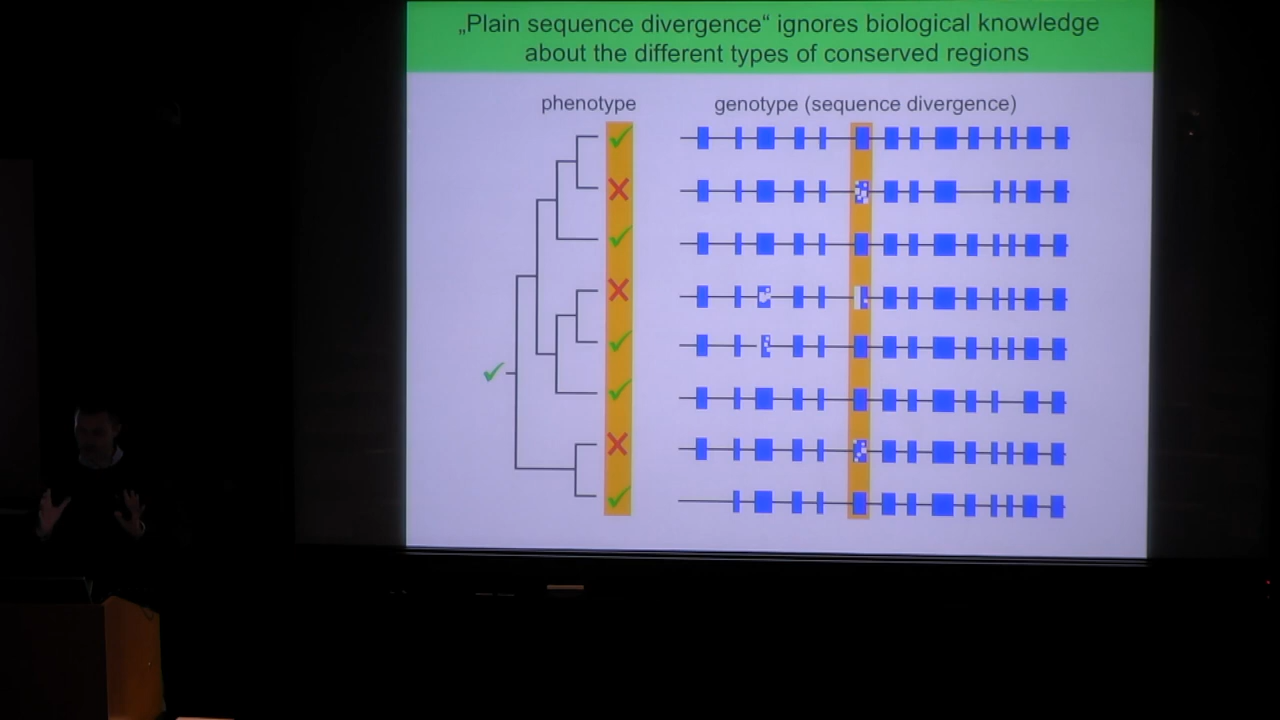 „Plain sequence divergence“ ignores biological knowledge
about the different types of conserved regions
phenotype
genotype (sequence divergence)